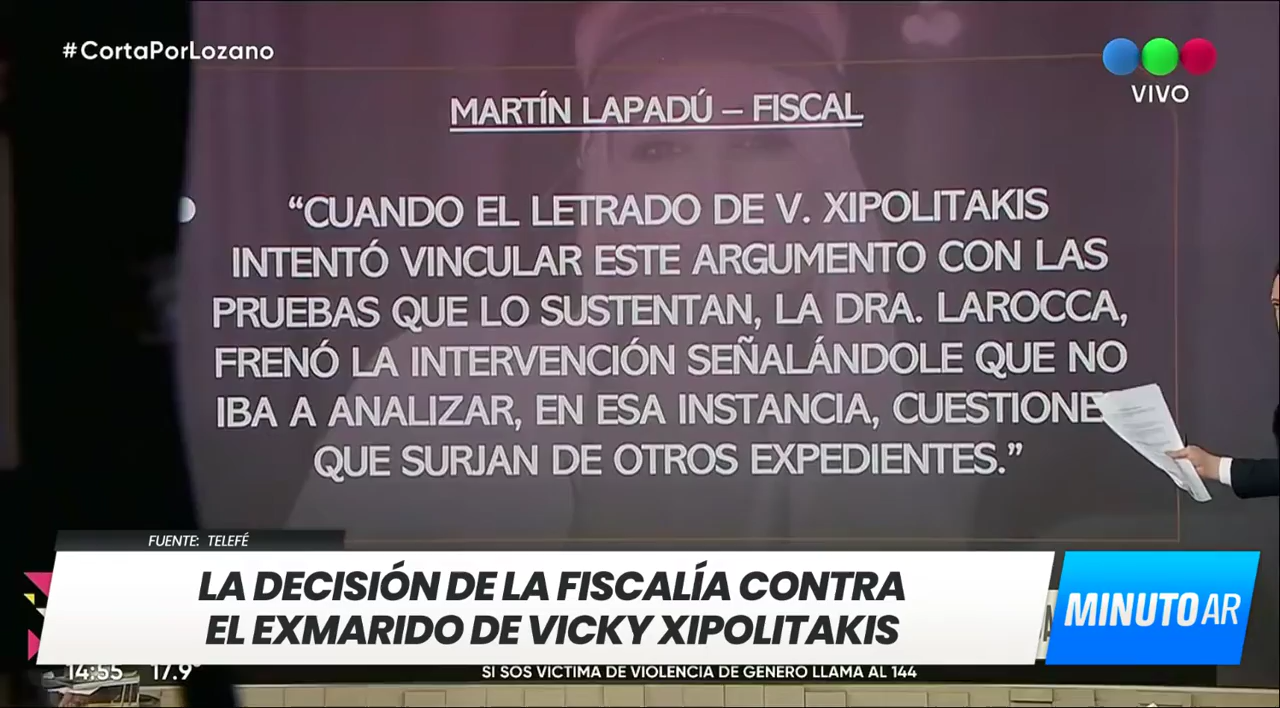 #CortaPorLozano
VIVO
MARTÍN LAPADÚ – FISCAL
“CUANDO EL LETRADO DE V. XIPOLITAKIS
INTENTÓ VINCULAR ESTE ARGUMENTO CON LAS
PRUEBAS QUE LO SUSTENTAN, LA DRA. LAROCCA,
FRENÓ LA INTERVENCIÓN SEÑALÁNDOLE QUE NO
IBA A ANALIZAR, EN ESA INSTANCIA, CUESTIONE
QUE SURJAN DE OTROS EXPEDIENTES.”
FUENTE: TELEFÉ
LA DECISIÓN DE LA FISCALÍA CONTRA
EL EXMARIDO DE VICKY XIPOLITAKIS
MINUTO AR
14:55 17.9°
SI SOS VICTIMA DE VIOLENCIA DE GENERO LLAMA AL 144